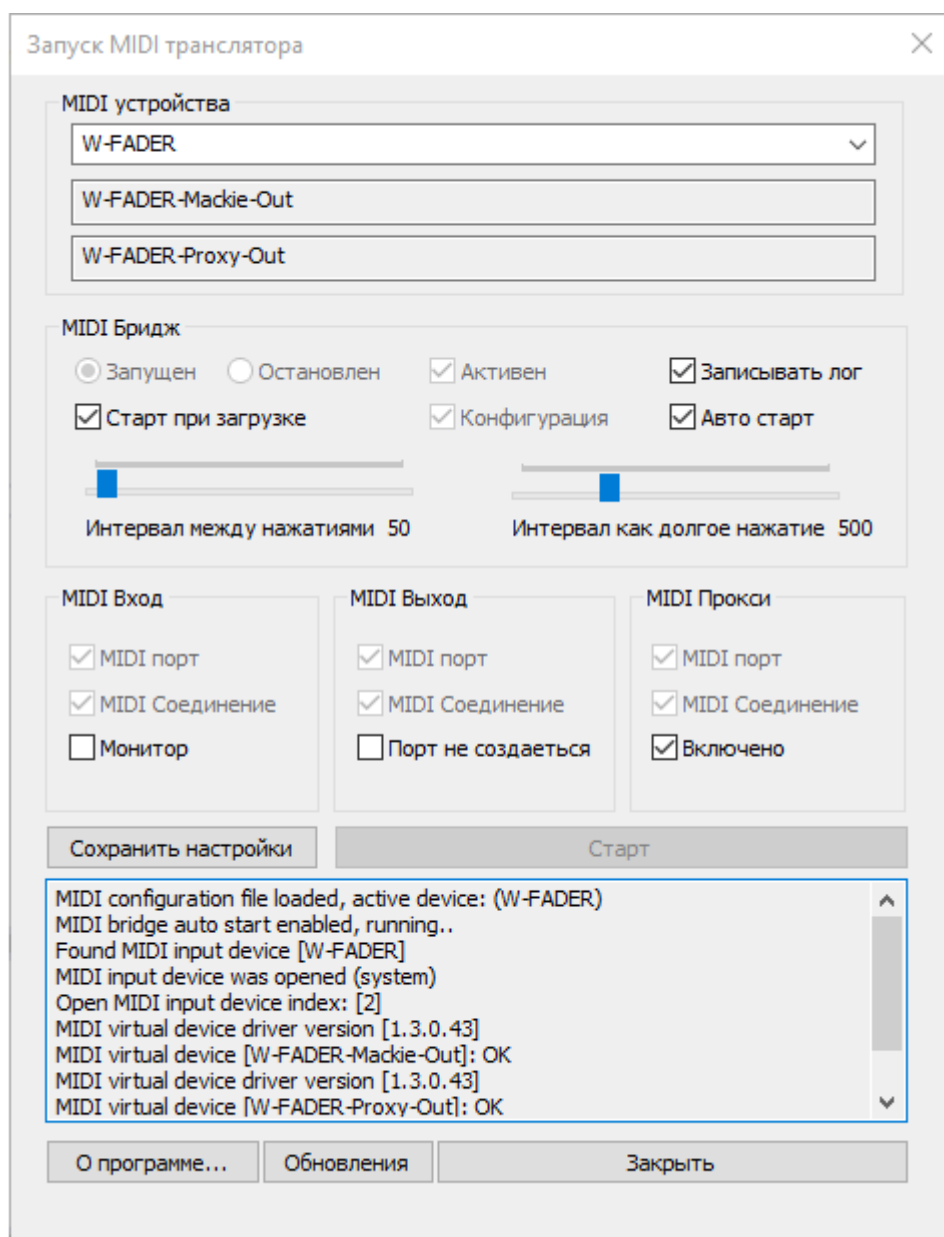 Запуск MIDI транслятора
MIDI устройства
W-FADER
W-FADER-Mackie-Out
W-FADER-Proxy-Out
MIDI Бридж
Запущен Остановлен Активен Записывать лог
Старт при загрузке Конфигурация Авто старт
Интервал между нажатиями 50 Интервал как долгое нажатие 500
MIDI Вход MIDI Выход MIDI Прокси
MIDI порт MIDI порт MIDI порт
MIDI Соединение MIDI Соединение MIDI Соединение
Монитор Порт не создаеться Включено
Сохранить настройки Старт
MIDI configuration file loaded, active device: (W-FADER)
MIDI bridge auto start enabled, running..
Found MIDI input device [W-FADER]
MIDI input device was opened (system)
Open MIDI input device index: [2]
MIDI virtual device driver version [1.3.0.43]
MIDI virtual device [W-FADER-Mackie-Out]: OK
MIDI virtual device driver version [1.3.0.43]
MIDI virtual device [W-FADER-Proxy-Out]: OK
О программе... Обновления Закрыть